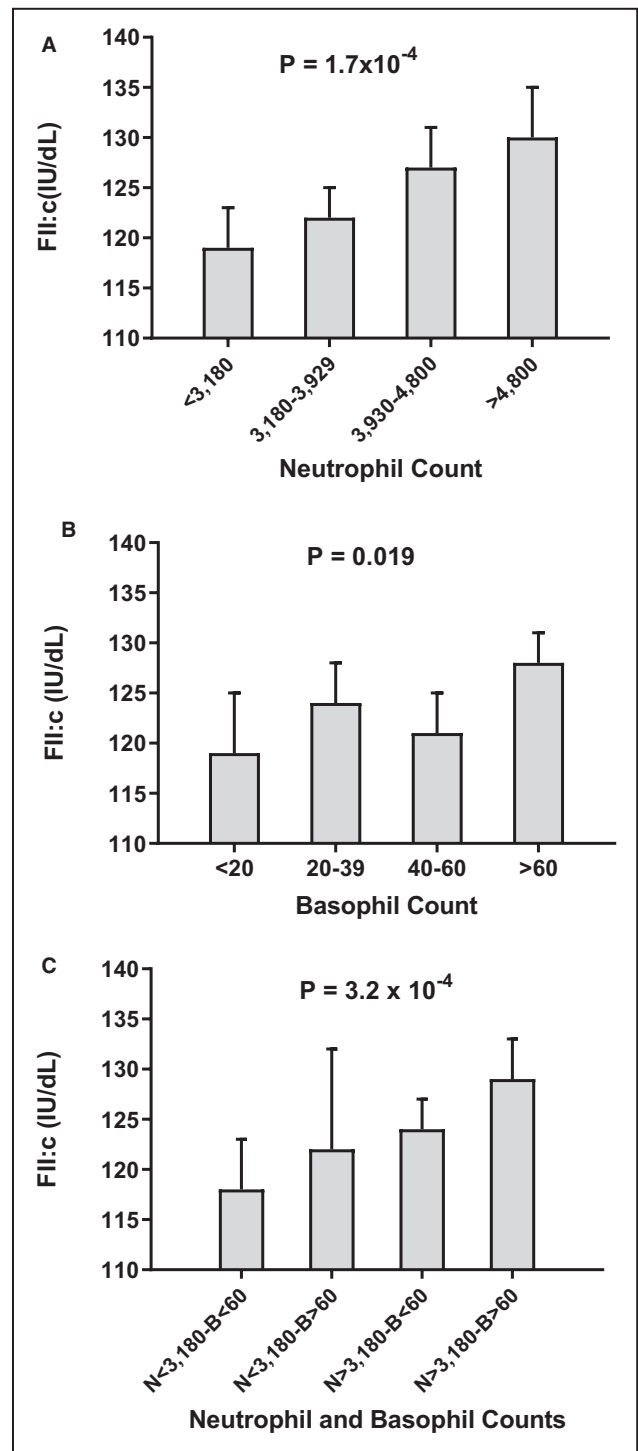 A
P = 1.7x10-4
FII:c(IU/dL)
140
135
130
125
120
115
110
<3,180
3,180-3,929
3,930-4,800
>4,800
Neutrophil Count
B
P = 0.019
FII:c (IU/dL)
140
135
130
125
120
115
110
<20 20-39 40-60 >60
Basophil Count
C
P = 3.2 x 10-4
FII:c (IU/dL)
140
135
130
125
120
115
110
N<3,180-B<60
N<3,180-B>60
N>3,180-B<60
N>3,180-B>60
Neutrophil and Basophil Counts